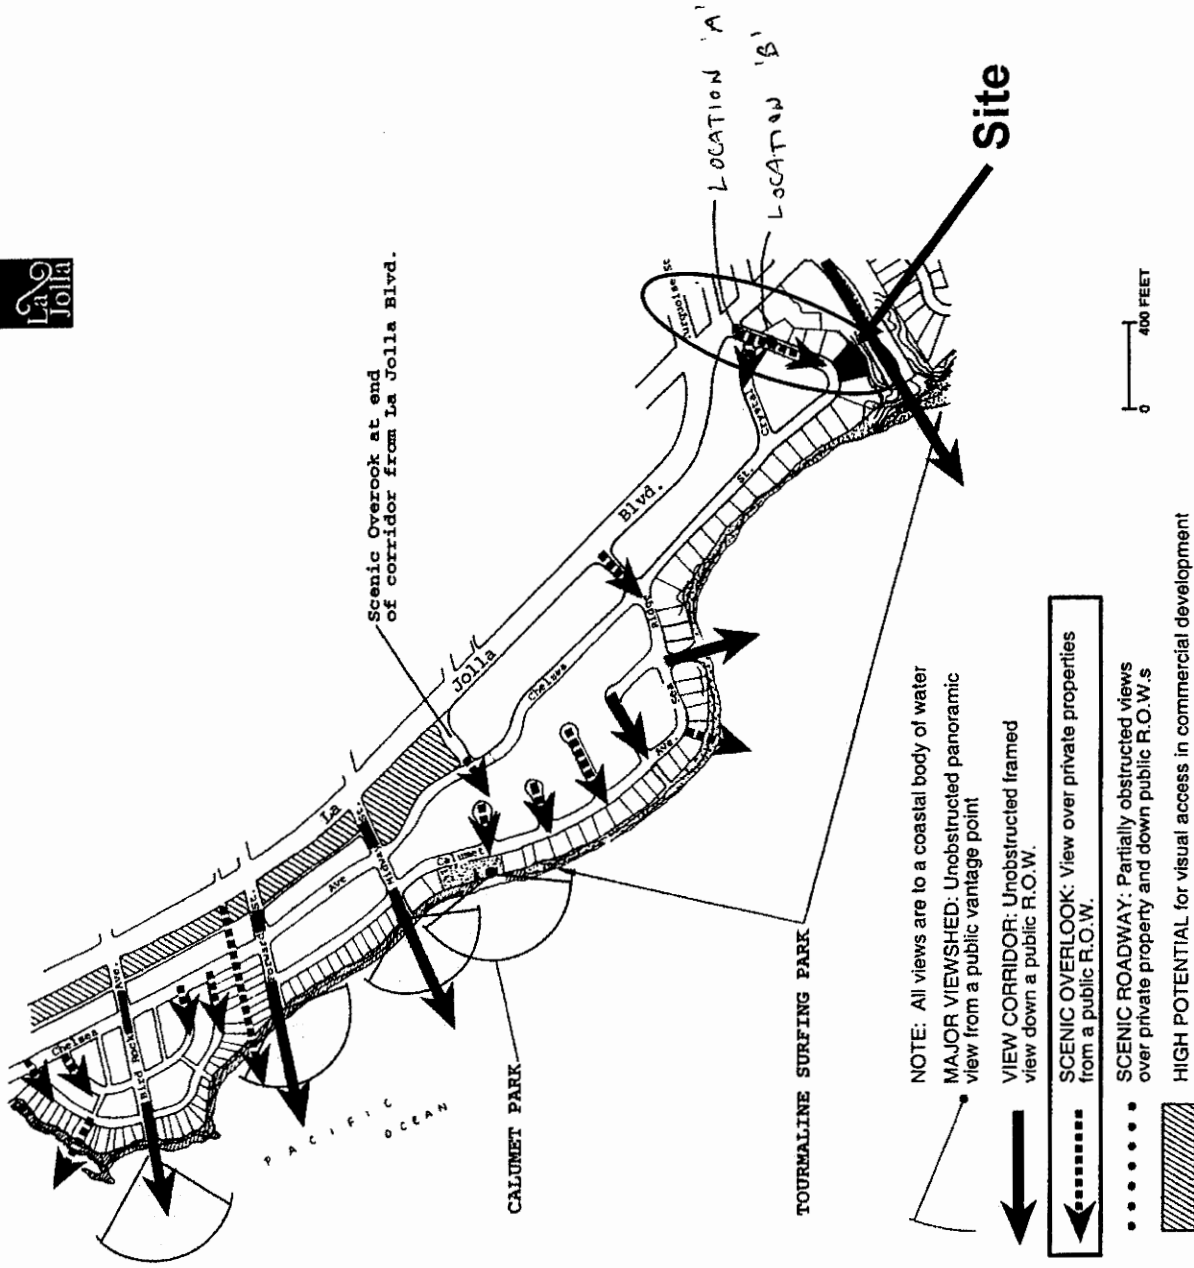 La
Jolla
LOCATION 'A'
LOCATION 'B'
Site
Scenic Overook at end
of corridor from La Jolla Blvd.
Turquoise St
Crystal
St.
Blvd.
Jolla
La
Chelsea
Ridge
Sea
Ave.
Calumet
Midway St.
Ave
Forward St.
Bird Rock Ave.
Chelsea
PACIFIC
OCEAN
CALUMET PARK
TOURMALINE SURFING PARK
0 400 FEET
NOTE: All views are to a coastal body of water
MAJOR VIEWSHED: Unobstructed panoramic
view from a public vantage point
VIEW CORRIDOR: Unobstructed framed
view down a public R.O.W.
SCENIC OVERLOOK: View over private properties
from a public R.O.W.
SCENIC ROADWAY: Partially obstructed views
over private property and down public R.O.W.s
HIGH POTENTIAL for visual access in commercial development